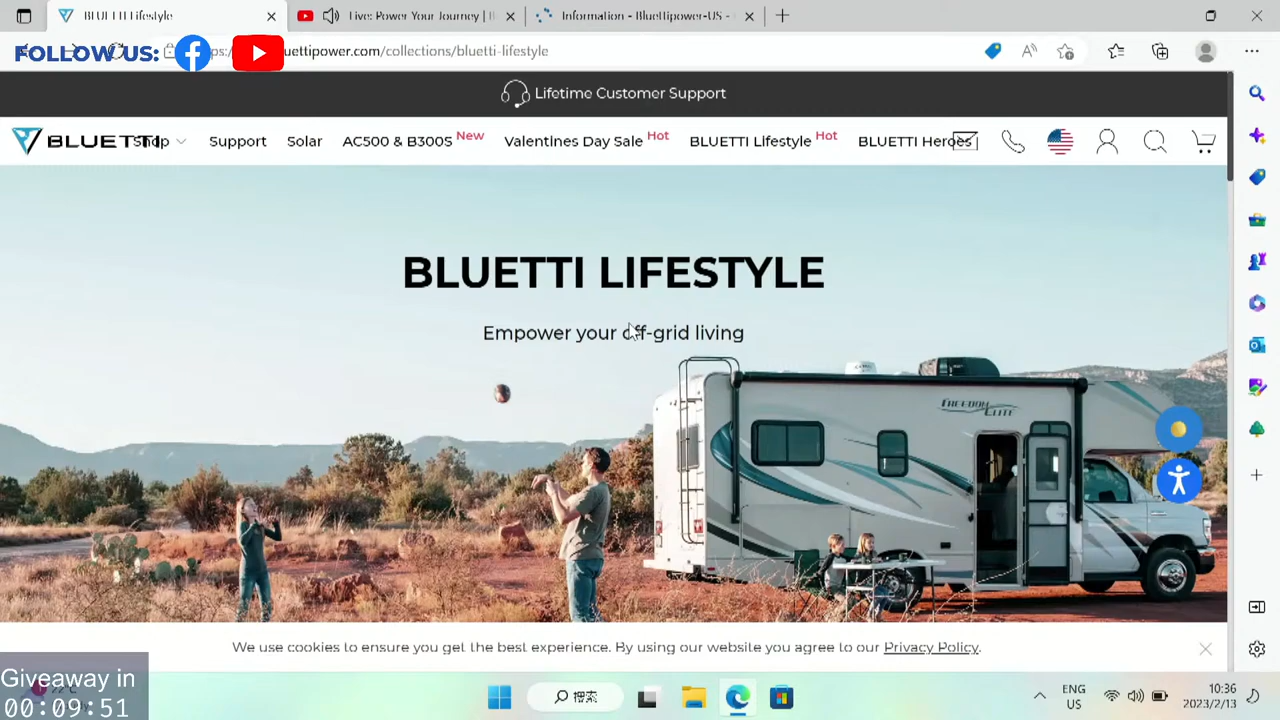 BLUETTI Lifestyle
Live: Power Your Journey | B
Information - Bluettipower-US -
FOLLOW US:
uettipower.com/collections/bluetti-lifestyle
Lifetime Customer Support
BLUETTI
Shop
Support
Solar
AC500 & B300S New
Valentines Day Sale Hot
BLUETTI Lifestyle Hot
BLUETTI Heroes
BLUETTI LIFESTYLE
Empower your off-grid living
FREEDOM ELITE
We use cookies to ensure you get the best experience. By using our website you agree to our Privacy Policy.
Giveaway in
00:09:51
搜索
ENG
US
10:36
2023/2/13